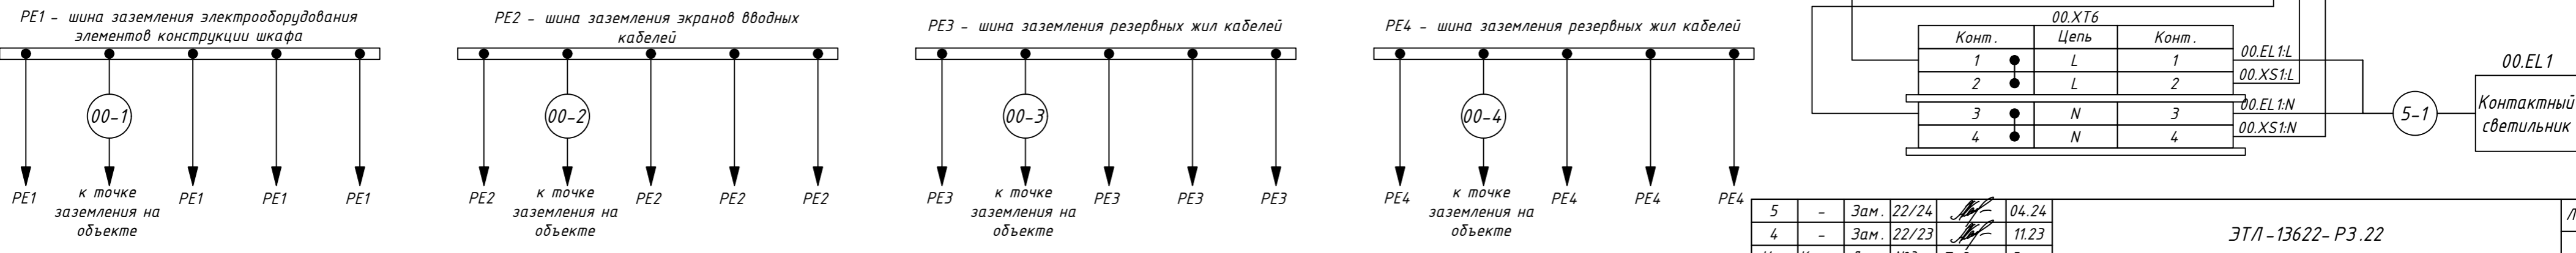 PE1 - шина заземления электрооборудования
элементов конструкции шкафа
00-1
PE1
к точке
заземления на
объекте
PE1
PE1
PE1
PE2 - шина заземления экранов вводных
кабелей
00-2
PE2
к точке
заземления на
объекте
PE2
PE2
PE2
PE3 - шина заземления резервных жил кабелей
00-3
PE3
к точке
заземления на
объекте
PE3
PE3
PE3
PE4 - шина заземления резервных жил кабелей
00-4
PE4
к точке
заземления на
объекте
PE4
PE4
PE4
00.XT6
Конт. Цепь Конт.
1 L 1 00.EL1:L
2 L 2 00.XS1:L
3 N 3 00.EL1:N
4 N 4 00.XS1:N
5-1
00.EL1
Контактный
светильник
5 - Зам. 22/24 04.24
4 - Зам. 22/23 11.23
ЭТЛ-13622-РЗ.22